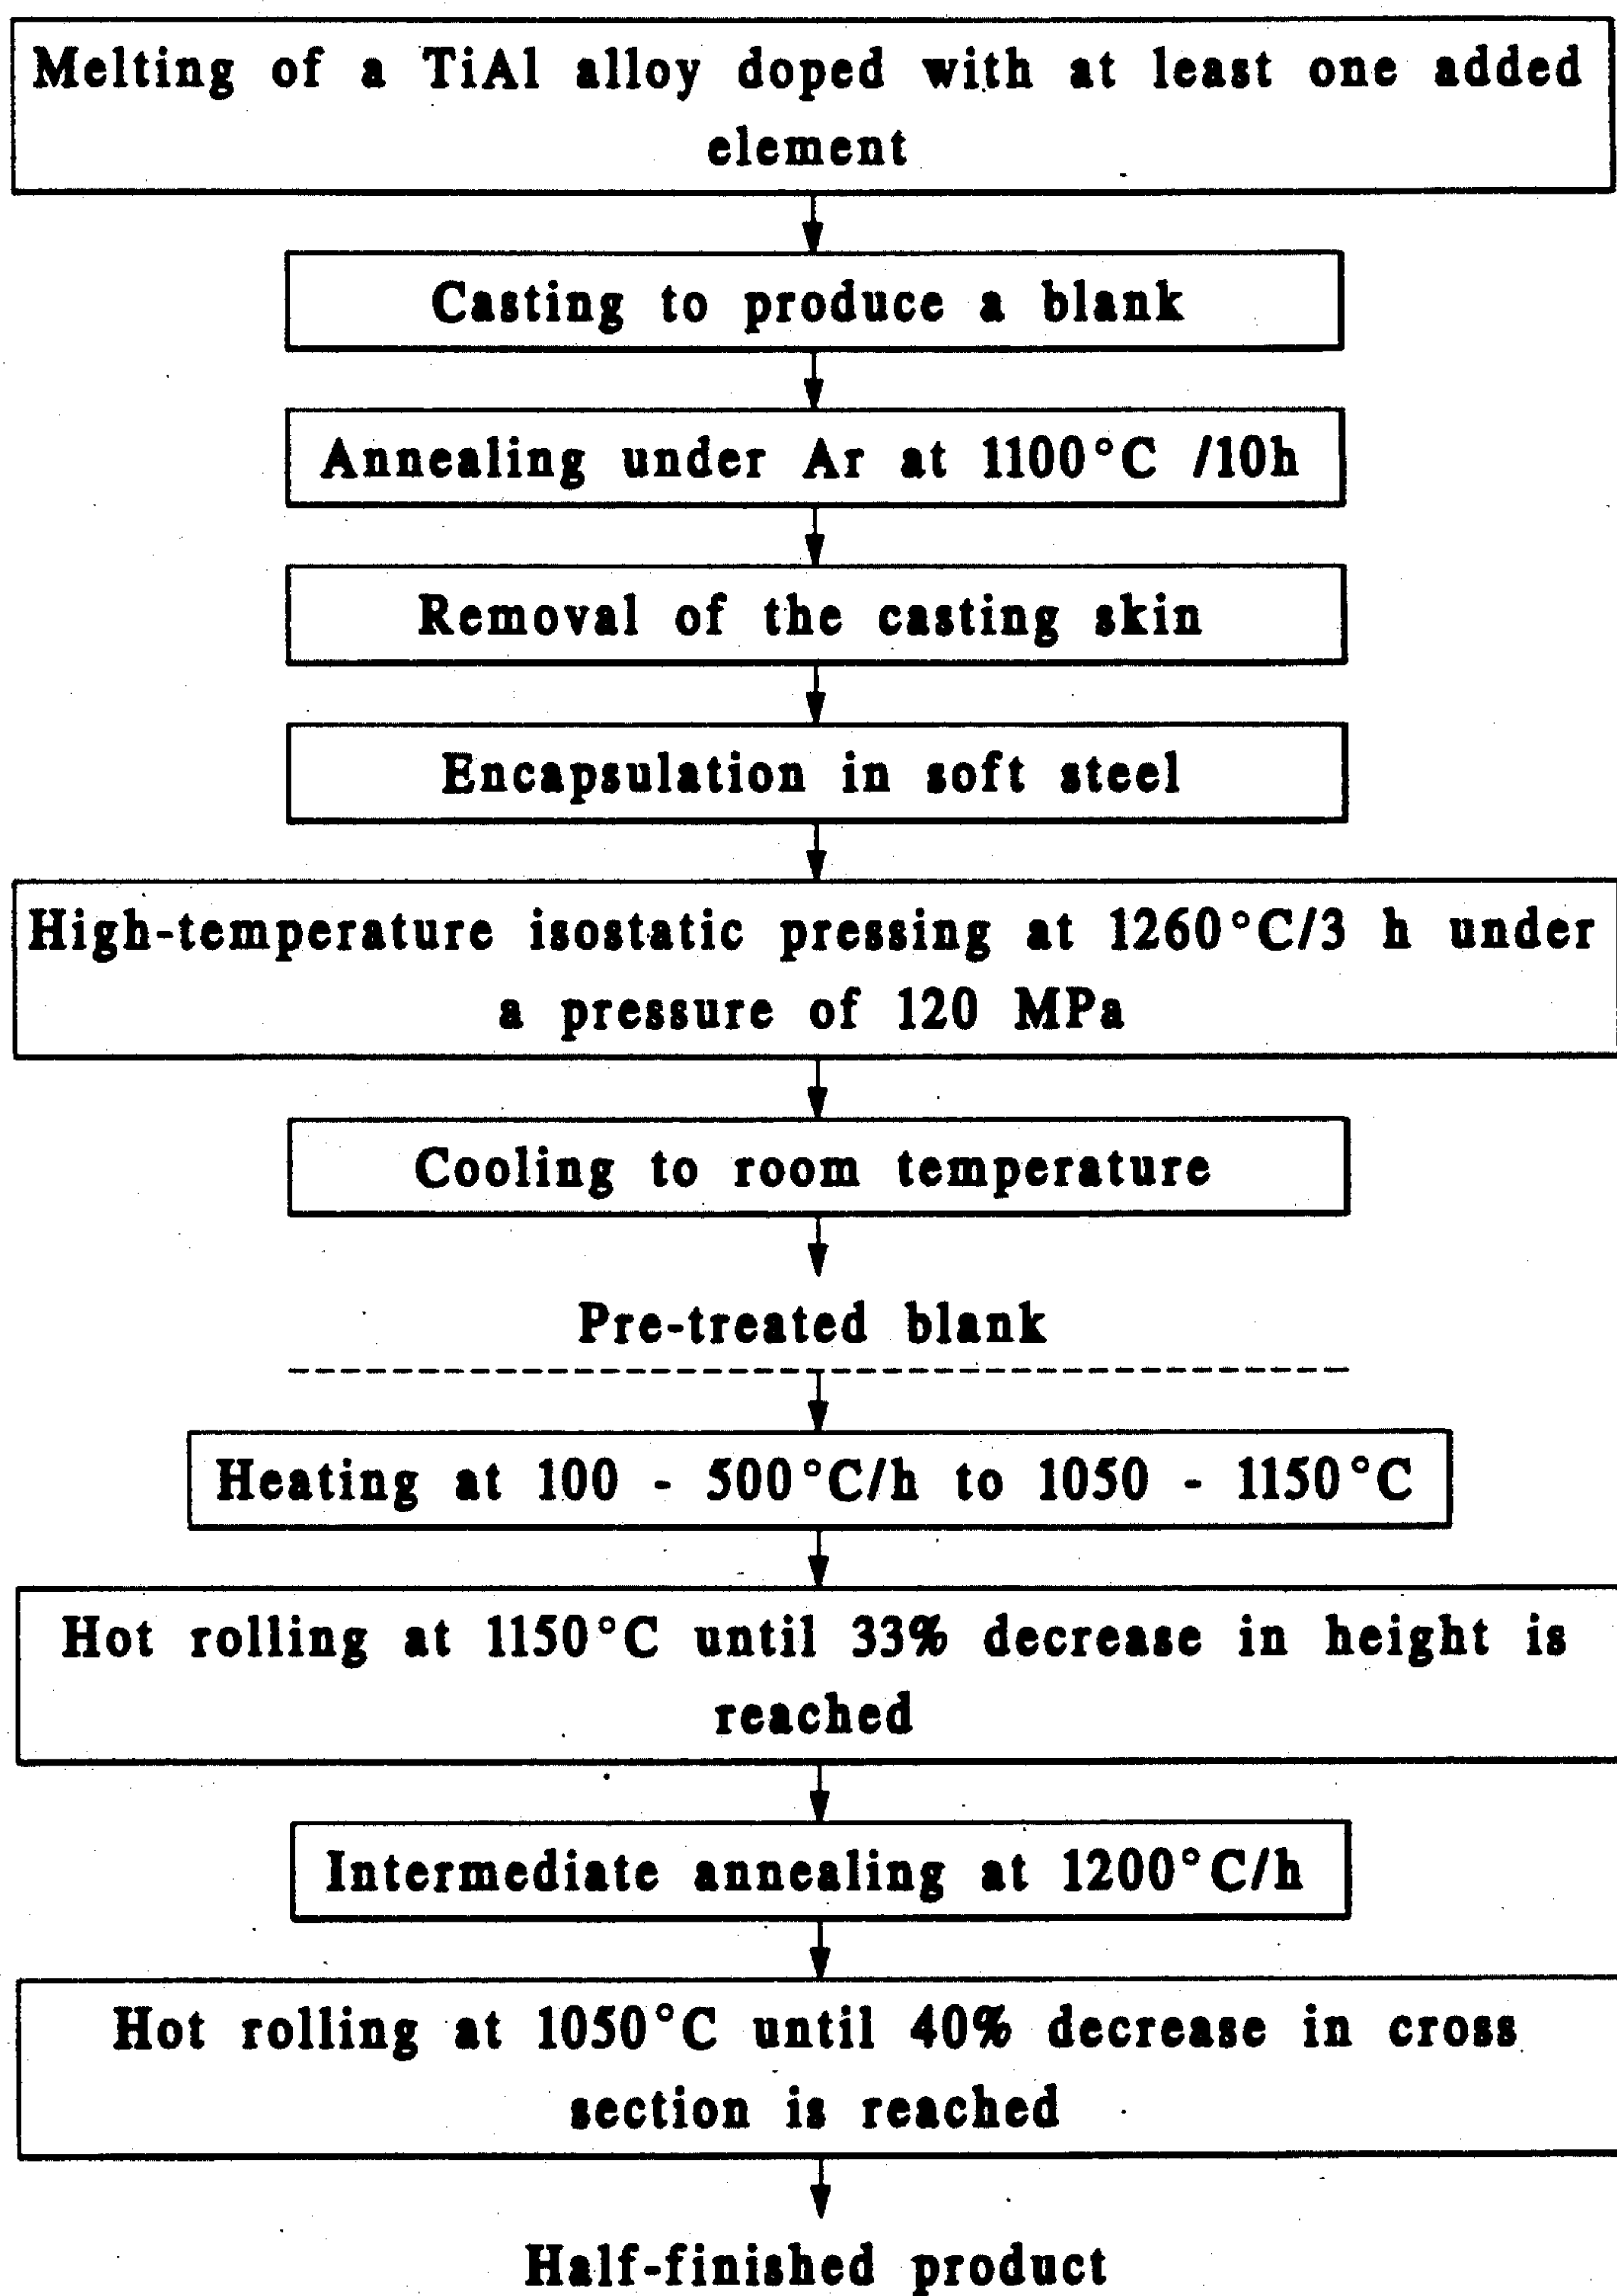 Melting of a TiAl alloy doped with at least one added
element
Casting to produce a blank
Annealing under Ar at 1100°C /10h
Removal of the casting skin
Encapsulation in soft steel
High-temperature isostatic pressing at 1260°C/3 h under
a pressure of 120 MPa
Cooling to room temperature
Pre-treated blank
Heating at 100 - 500°C/h to 1050 - 1150°C
Hot rolling at 1150°C until 33% decrease in height is
reached
Intermediate annealing at 1200°C/h
Hot rolling at 1050°C until 40% decrease in cross
section is reached
Half-finished product